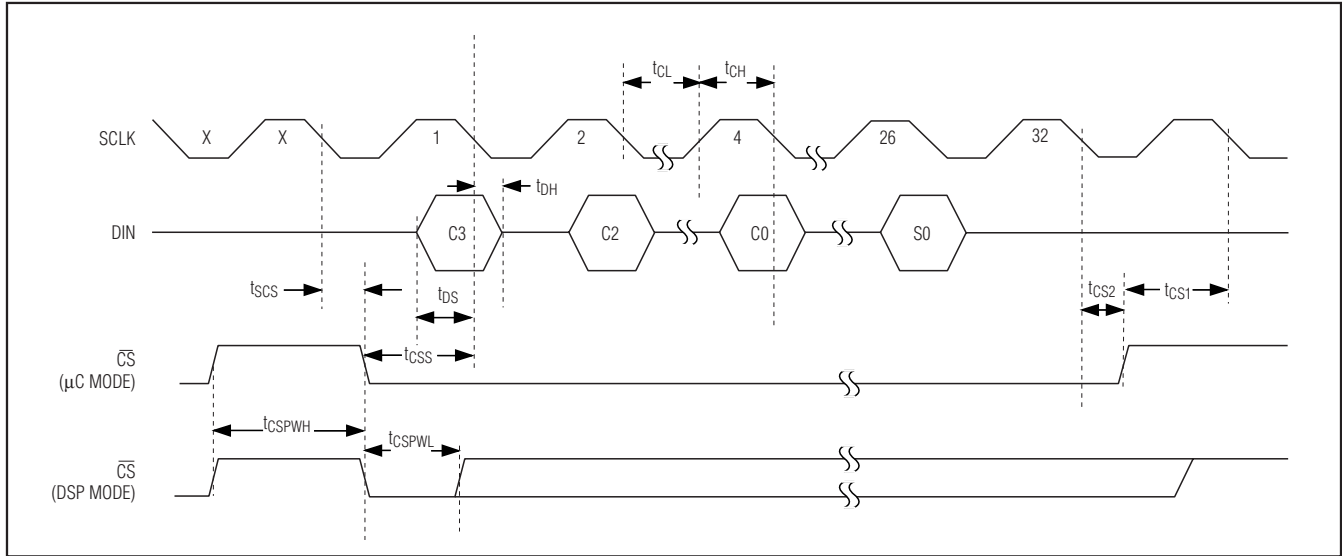 tCL
tCH
SCLK
X
X
1
2
4
26
32
tDH
DIN
C3
C2
C0
S0
tSCS
tDS
tCS2
tCS1
tCSS
CS
(μC MODE)
tCSPWH
tCSPWL
CS
(DSP MODE)